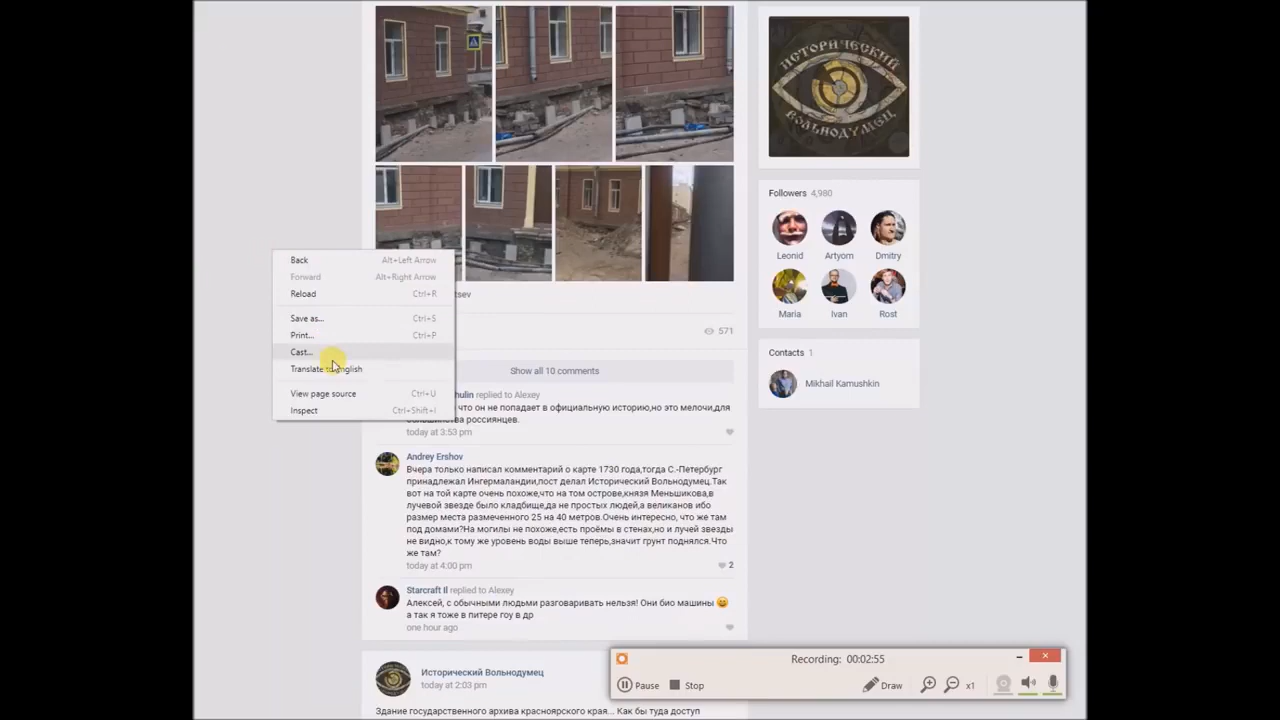 ИСТОРИЧЕСКИЙ
ВОЛЬНОДУМЕЦ
Followers 4,980
Leonid Artyom Dmitry
Maria Ivan Rost
Contacts 1
Mikhail Kamushkin
Back Alt+Left Arrow
Forward Alt+Right Arrow
Reload Ctrl+R
Save as... Ctrl+S
Print... Ctrl+P
Cast...
Translate to English
View page source Ctrl+U
Inspect Ctrl+Shift+I
571
Show all 10 comments
replied to Alexey
что он не попадает в официальную историю,но это мелочи,для
россиянцев.
today at 3:53 pm
Andrey Ershov
Вчера только написал комментарий о карте 1730 года,тогда С.-Петербург
принадлежал Ингермаландии,пост делал Исторический Вольнодумец.Так
вот на той карте очень похоже,что на том острове,князя Меньшикова,в
лучевой звезде было кладбище,да не простых людей,а великанов ибо
размер места размеченного 25 на 40 метров.Очень интересно, что же там
под домами?На могилы не похоже,есть проёмы в стенах,но и лучей звезды
не видно,к тому же уровень воды выше теперь,значит грунт поднялся.Что
же там?
today at 4:00 pm
2
Starcraft Il replied to Alexey
Алексей, с обычными людьми разговаривать нельзя! Они био машины
а так я тоже в питере гоу в др
one hour ago
Исторический Вольнодумец
today at 2:03 pm
Здание государственного архива красноярского края... Как бы туда доступ
Recording: 00:02:55
Pause Stop Draw x1